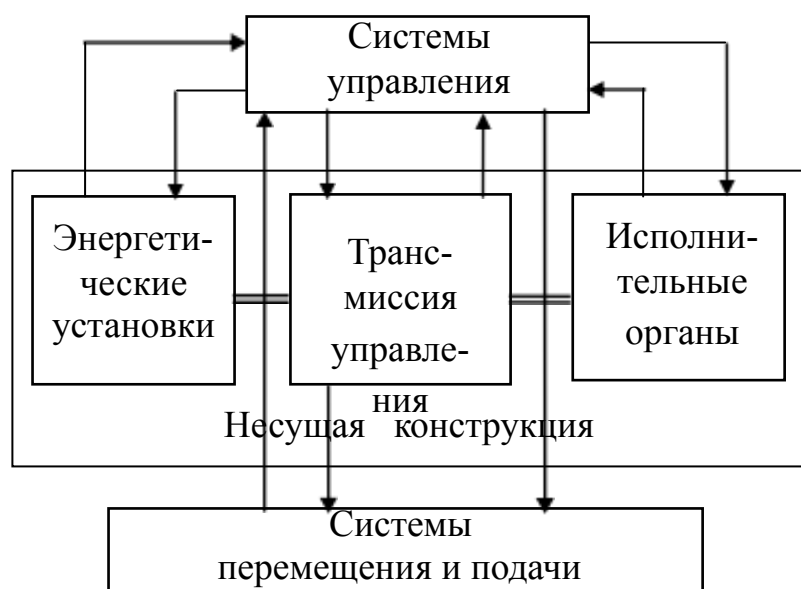 Системы
управления
Энергети-
ческие
установки
Транс-
миссия
управле-
ния
Исполни-
тельные
органы
Несущая конструкция
Системы
перемещения и подачи